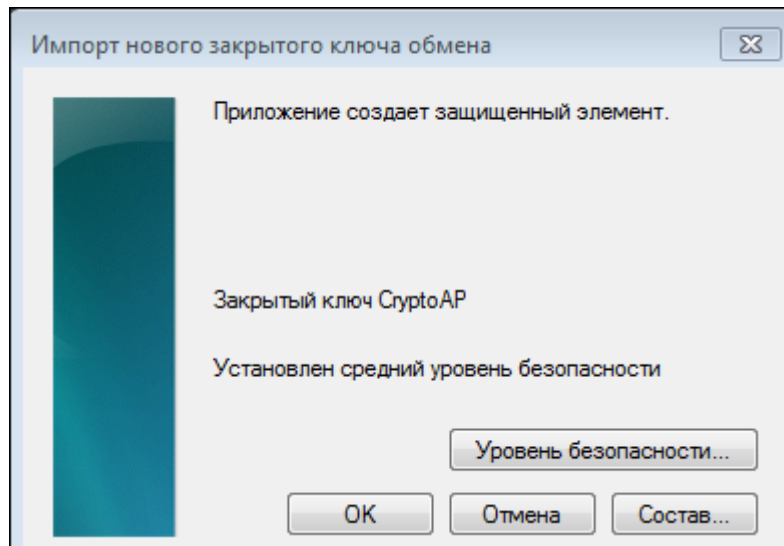 Импорт нового закрытого ключа обмена
Приложение создает защищенный элемент.
Закрытый ключ CryptoAP
Установлен средний уровень безопасности
Уровень безопасности...
OK
Отмена
Состав...